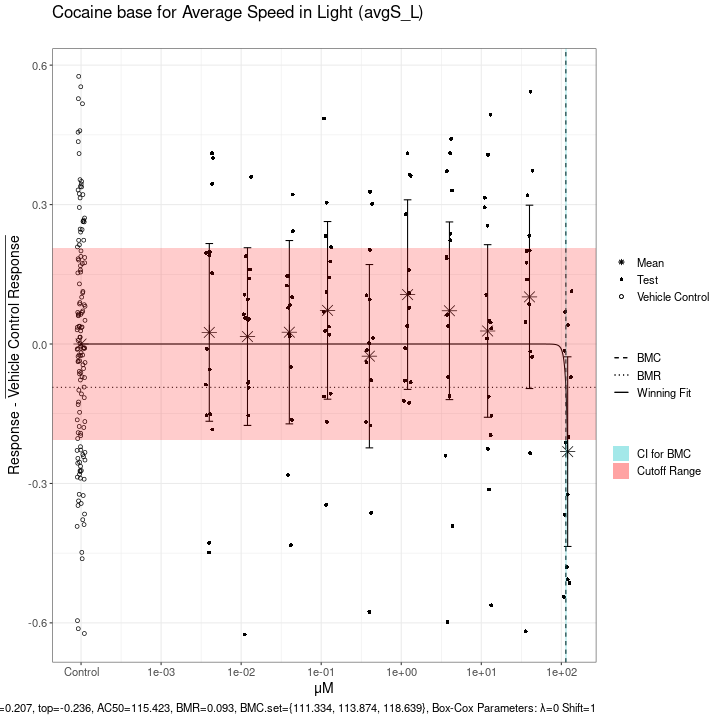 Cocaine base for Average Speed in Light (avgS_L)
Response - Vehicle Control Response
0.6
0.3
0.0
-0.3
-0.6
Control
1e-03
1e-02
1e-01
1e+00
1e+01
1e+02
μM
Mean
Test
Vehicle Control
BMC
BMR
Winning Fit
CI for BMC
Cutoff Range
=0.207, top=-0.236, AC50=115.423, BMR=0.093, BMC.set={111.334, 113.874, 118.639}, Box-Cox Parameters: λ=0 Shift=1